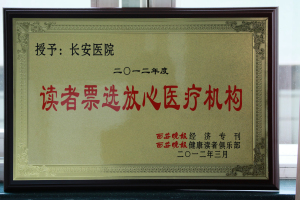 授予：长安医院
二〇一二年度
读者票选放心医疗机构
西安晚报 经济专刊
西安晚报健康读者俱乐部
二〇一二年三月